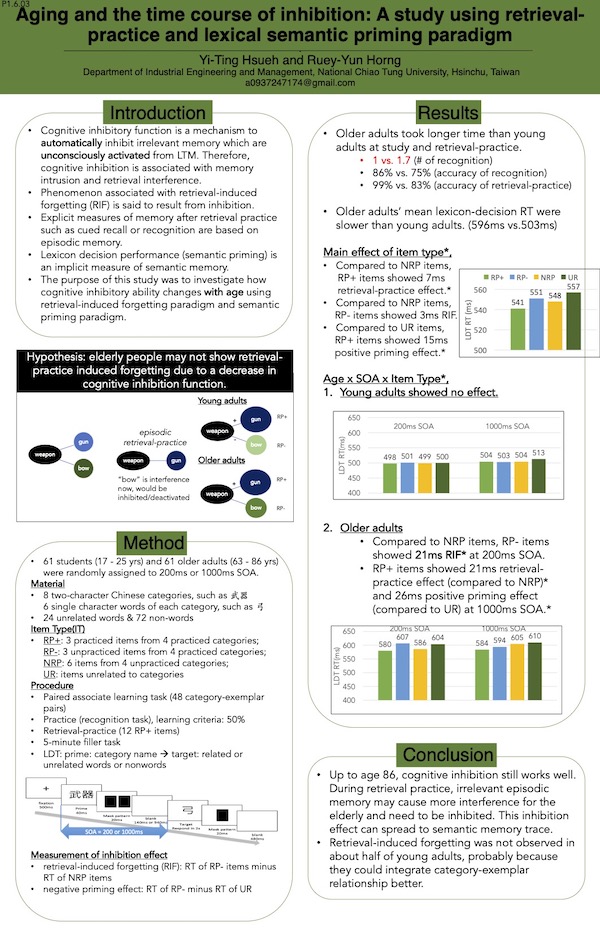 P1.6.03
Aging and the time course of inhibition: A study using retrieval-
practice and lexical semantic priming paradigm
Yi-Ting Hsueh and Ruey-Yun Horng
Department of Industrial Engineering and Management, National Chiao Tung University, Hsinchu, Taiwan
a0937247174@gmail.com
Introduction
• Cognitive inhibitory function is a mechanism to
automatically inhibit irrelevant memory which are
unconsciously activated from LTM. Therefore,
cognitive inhibition is associated with memory
intrusion and retrieval interference.
• Phenomenon associated with retrieval-induced
forgetting (RIF) is said to result from inhibition.
• Explicit measures of memory after retrieval practice
such as cued recall or recognition are based on
episodic memory.
• Lexicon decision performance (semantic priming) is
an implicit measure of semantic memory.
• The purpose of this study was to investigate how
cognitive inhibitory ability changes with age using
retrieval-induced forgetting paradigm and semantic
priming paradigm.
Hypothesis: elderly people may not show retrieval-
practice induced forgetting due to a decrease in
cognitive inhibition function.
weapon
gun
bow
episodic
retrieval-practice
weapon
gun
"bow" is interference
now, would be
inhibited/deactivated
Young adults
weapon
+
-
gun
bow
RP+
RP-
Older adults
weapon
+
gun
bow
RP+
RP-
Method
• 61 students (17 - 25 yrs) and 61 older adults (63 - 86 yrs)
were randomly assigned to 200ms or 1000ms SOA.
Material
• 8 two-character Chinese categories, such as 武器
6 single character words of each category, such as 弓
• 24 unrelated words & 72 non-words
Item Type(IT)
• RP+: 3 practiced items from 4 practiced categories;
RP-: 3 unpracticed items from 4 practiced categories;
NRP: 6 items from 4 unpracticed categories;
UR: items unrelated to categories
Procedure
• Paired associate learning task (48 category-exemplar
pairs)
• Practice (recognition task), learning criteria: 50%
• Retrieval-practice (12 RP+ items)
• 5-minute filler task
• LDT: prime: category name → target: related or
unrelated words or nonwords
+
Fixation
500ms
武器
Prime
Mask pattern
Blank
弓
Target
Respond in 2s
Mask pattern
Blank
SOA = 200 or 1000ms
Measurement of inhibition effect
• retrieval-induced forgetting (RIF): RT of RP- items minus
RT of NRP items
• negative priming effect: RT of RP- minus RT of UR
Results
• Older adults took longer time than young
adults at study and retrieval-practice.
• 1 vs. 1.7 (# of recognition)
• 86% vs. 75% (accuracy of recognition)
• 99% vs. 83% (accuracy of retrieval-practice)
• Older adults' mean lexicon-decision RT were
slower than young adults. (596ms vs.503ms)
Main effect of item type*,
• Compared to NRP items,
RP+ items showed 7ms
retrieval-practice effect.*
• Compared to NRP items,
RP- items showed 3ms RIF.
• Compared to UR items,
RP+ items showed 15ms
positive priming effect.*
RP+ RP- NRP UR
LDT RT (ms)
560
540
520
500
541
551
548
557
Age x SOA x Item Type*,
1. Young adults showed no effect.
LDT RT(ms)
650
600
550
500
450
400
200ms SOA
1000ms SOA
498 501 499 500
504 503 504 513
2. Older adults
• Compared to NRP items, RP- items
showed 21ms RIF* at 200ms SOA.
• RP+ items showed 21ms retrieval-
practice effect (compared to NRP)*
and 26ms positive priming effect
(compared to UR) at 1000ms SOA.*
LDT RT(ms)
650
600
550
500
450
400
200ms SOA
1000ms SOA
580 607 586 604
584 594 605 610
Conclusion
• Up to age 86, cognitive inhibition still works well.
During retrieval practice, irrelevant episodic
memory may cause more interference for the
elderly and need to be inhibited. This inhibition
effect can spread to semantic memory trace.
• Retrieval-induced forgetting was not observed in
about half of young adults, probably because
they could integrate category-exemplar
relationship better.